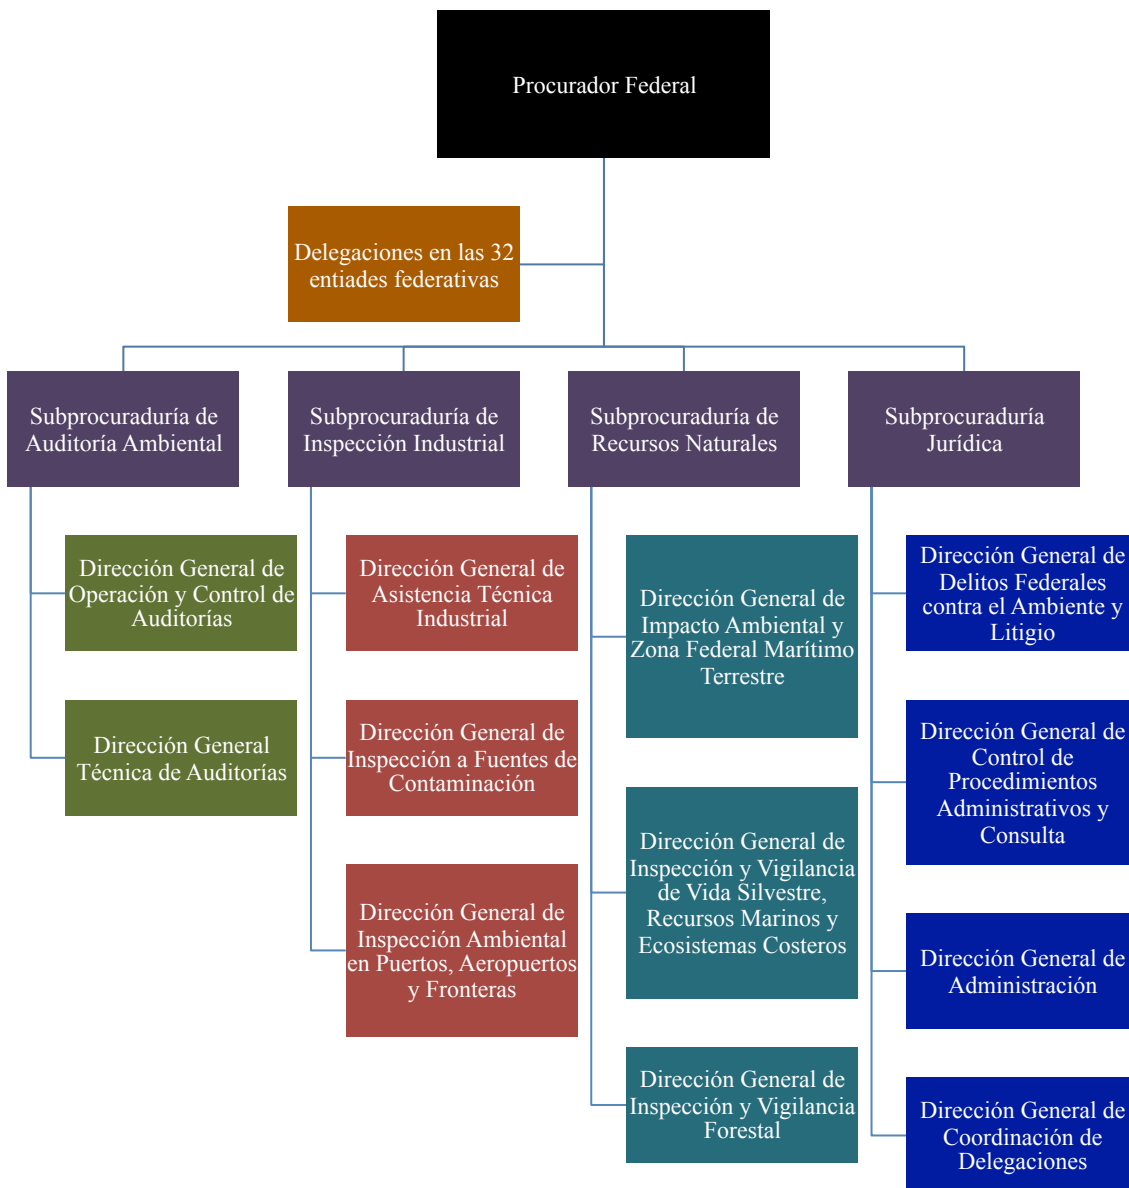 Procurador Federal
Delegaciones en las 32
entiades federativas
Subprocuraduría de
Auditoría Ambiental
Subprocuraduría de
Inspección Industrial
Subprocuraduría de
Recursos Naturales
Subprocuraduría
Jurídica
Dirección General de
Operación y Control de
Auditorías
Dirección General
Técnica de Auditorías
Dirección General de
Asistencia Técnica
Industrial
Dirección General de
Inspección a Fuentes de
Contaminación
Dirección General de
Inspección Ambiental
en Puertos, Aeropuertos
y Fronteras
Dirección General de
Impacto Ambiental y
Zona Federal Marítimo
Terrestre
Dirección General de
Inspección y Vigilancia
de Vida Silvestre,
Recursos Marinos y
Ecosistemas Costeros
Dirección General de
Inspección y Vigilancia
Forestal
Dirección General de
Delitos Federales
contra el Ambiente y
Litigio
Dirección General de
Control de
Procedimientos
Administrativos y
Consulta
Dirección General de
Administración
Dirección General de
Coordinación de
Delegaciones